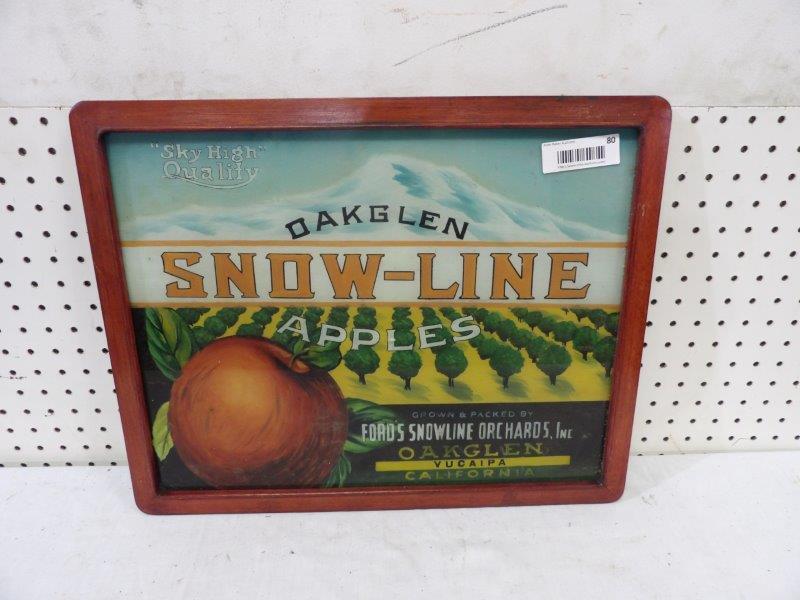 "Sky High"
Quality
80
OAKGLEN
SNOW-LINE
APPLES
GROWN & PACKED BY
FORD'S SNOWLINE ORCHARDS, INC
OAKGLEN
YUCAIPA
CALIFORNIA